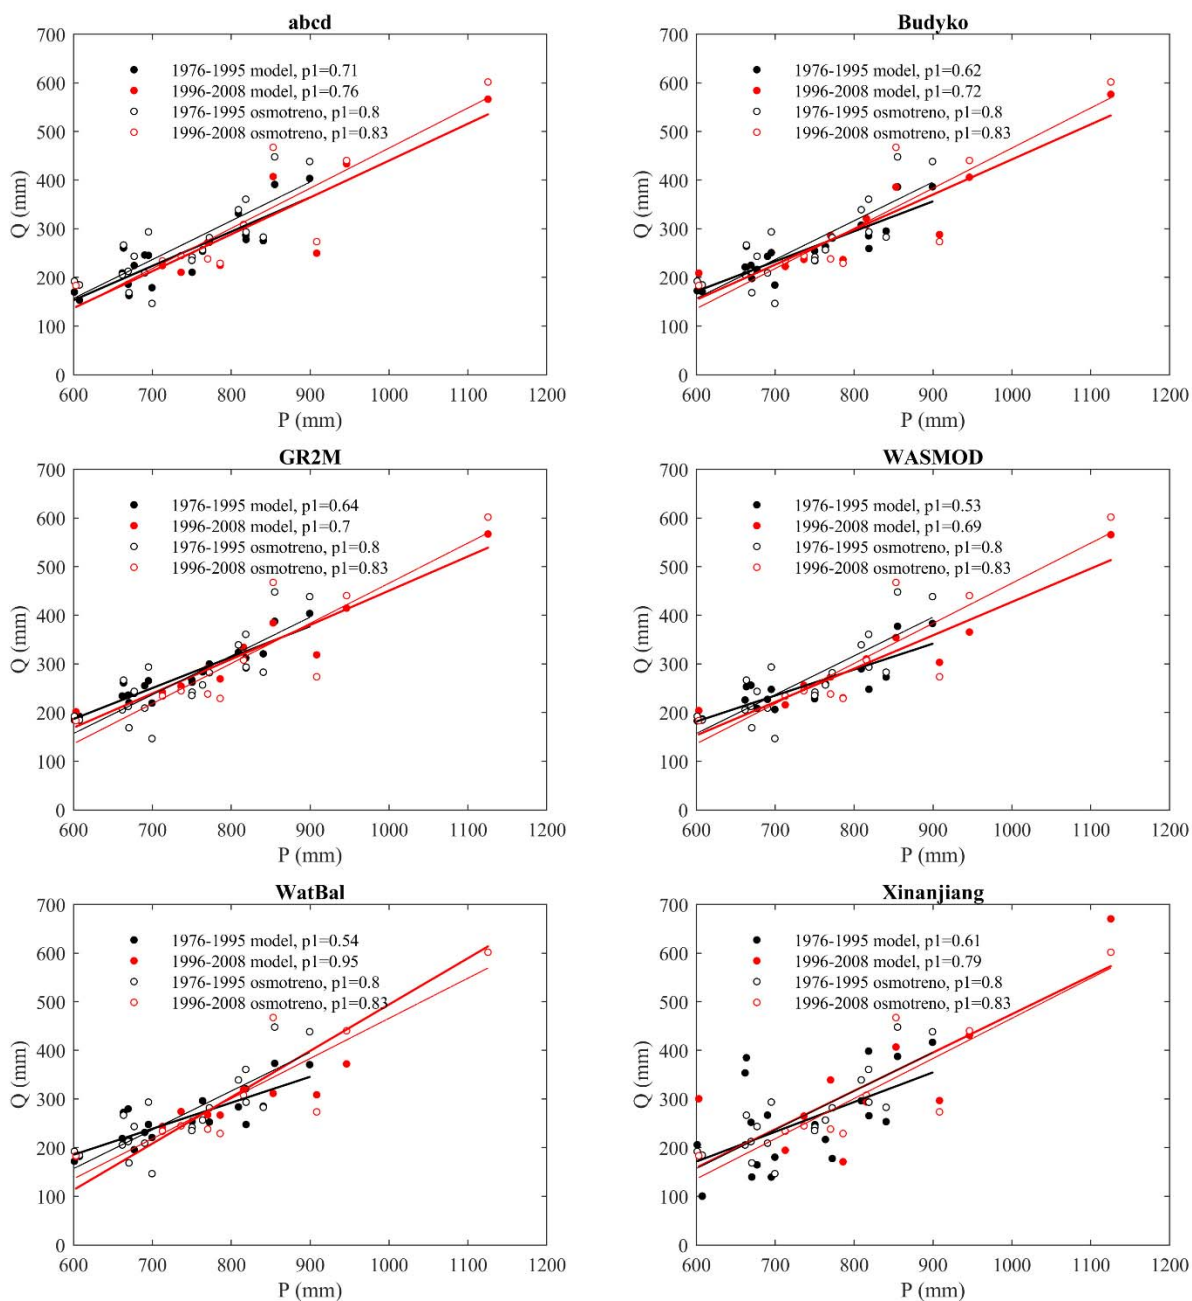 abcd
700
600
500
400
300
200
100
0
Q (mm)
1976-1995 model, p1=0.71
1996-2008 model, p1=0.76
1976-1995 osmotreno, p1=0.8
1996-2008 osmotreno, p1=0.83
600 700 800 900 1000 1100 1200
P (mm)
Budyko
700
600
500
400
300
200
100
0
Q (mm)
1976-1995 model, p1=0.62
1996-2008 model, p1=0.72
1976-1995 osmotreno, p1=0.8
1996-2008 osmotreno, p1=0.83
600 700 800 900 1000 1100 1200
P (mm)
GR2M
700
600
500
400
300
200
100
0
Q (mm)
1976-1995 model, p1=0.64
1996-2008 model, p1=0.7
1976-1995 osmotreno, p1=0.8
1996-2008 osmotreno, p1=0.83
600 700 800 900 1000 1100 1200
P (mm)
WASMOD
700
600
500
400
300
200
100
0
Q (mm)
1976-1995 model, p1=0.53
1996-2008 model, p1=0.69
1976-1995 osmotreno, p1=0.8
1996-2008 osmotreno, p1=0.83
600 700 800 900 1000 1100 1200
P (mm)
WatBal
700
600
500
400
300
200
100
0
Q (mm)
1976-1995 model, p1=0.54
1996-2008 model, p1=0.95
1976-1995 osmotreno, p1=0.8
1996-2008 osmotreno, p1=0.83
600 700 800 900 1000 1100 1200
P (mm)
Xinanjiang
700
600
500
400
300
200
100
0
Q (mm)
1976-1995 model, p1=0.61
1996-2008 model, p1=0.79
1976-1995 osmotreno, p1=0.8
1996-2008 osmotreno, p1=0.83
600 700 800 900 1000 1100 1200
P (mm)